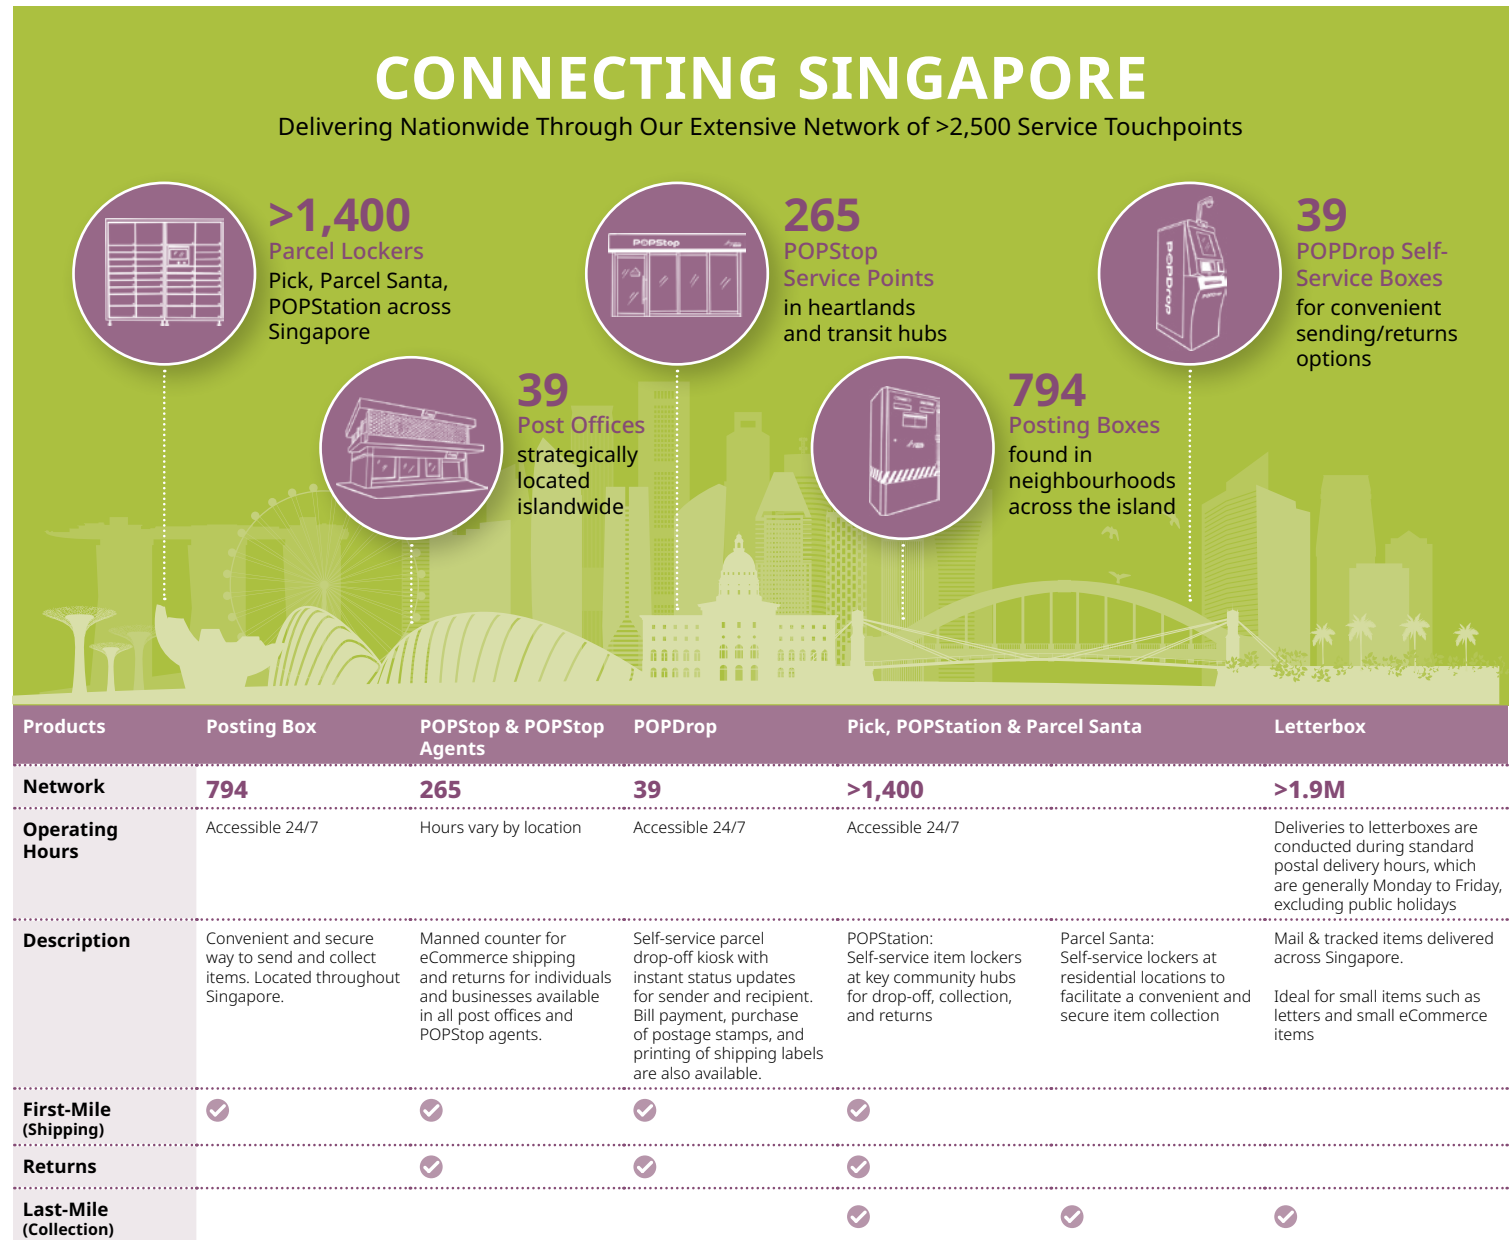 CONNECTING SINGAPORE
Delivering Nationwide Through Our Extensive Network of >2,500 Service Touchpoints
>1,400
Parcel Lockers
Pick, Parcel Santa,
POPStation across
Singapore
POPStop
265
POPStop
Service Points
in heartlands
and transit hubs
POPDrop
39
POPDrop Self-
Service Boxes
for convenient
sending/returns
options
39
Post Offices
strategically
located
islandwide
794
Posting Boxes
found in
neighbourhoods
across the island
Products
Posting Box
POPStop & POPStop
Agents
POPDrop
Pick, POPStation & Parcel Santa
Letterbox
Network
794
265
39
>1,400
>1.9M
Operating
Hours
Accessible 24/7
Hours vary by location
Accessible 24/7
Accessible 24/7
Deliveries to letterboxes are
conducted during standard
postal delivery hours, which
are generally Monday to Friday,
excluding public holidays
Description
Convenient and secure
way to send and collect
items. Located throughout
Singapore.
Manned counter for
eCommerce shipping
and returns for individuals
and businesses available
in all post offices and
POPStop agents.
Self-service parcel
drop-off kiosk with
instant status updates
for sender and recipient.
Bill payment, purchase
of postage stamps, and
printing of shipping labels
are also available.
POPStation:
Self-service item lockers
at key community hubs
for drop-off, collection,
and returns
Parcel Santa:
Self-service lockers at
residential locations to
facilitate a convenient and
secure item collection
Mail & tracked items delivered
across Singapore.
Ideal for small items such as
letters and small eCommerce
items
First-Mile
(Shipping)
Returns
Last-Mile
(Collection)